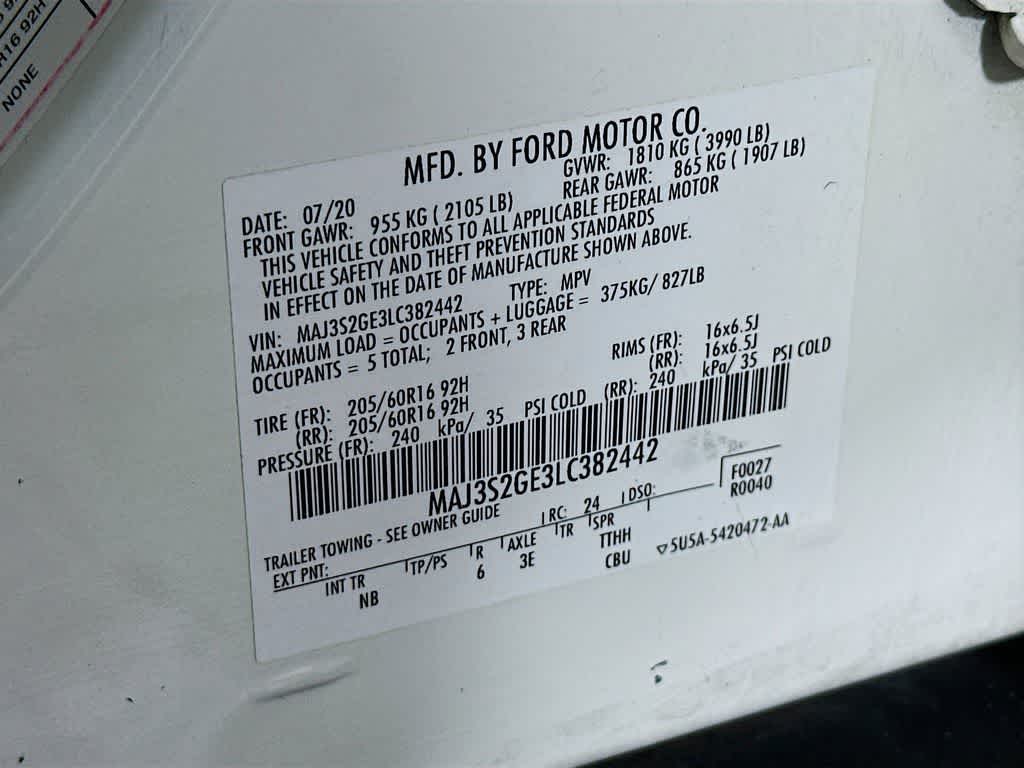 H16 92H
NONE
MFD. BY FORD MOTOR CO.
DATE: 07/20 GVWR: 1810 KG ( 3990 LB)
FRONT GAWR: 955 KG ( 2105 LB) REAR GAWR: 865 KG ( 1907 LB)
THIS VEHICLE CONFORMS TO ALL APPLICABLE FEDERAL MOTOR
VEHICLE SAFETY AND THEFT PREVENTION STANDARDS
IN EFFECT ON THE DATE OF MANUFACTURE SHOWN ABOVE.
VIN: MAJ3S2GE3LC382442 TYPE: MPV
MAXIMUM LOAD = OCCUPANTS + LUGGAGE = 375KG/ 827LB
OCCUPANTS = 5 TOTAL; 2 FRONT, 3 REAR
TIRE (FR): 205/60R16 92H RIMS (FR): 16x6.5J
(RR): 205/60R16 92H (RR): 16x6.5J
PRESSURE (FR): 240 kPa/ 35 PSI COLD (RR): 240 kPa/ 35 PSI COLD
MAJ3S2GE3LC382442
F0027
R0040
TRAILER TOWING - SEE OWNER GUIDE
EXT PNT: RC: 24 DSO:
INT TR TP/PS R AXLE TR SPR
NB 6 3E TTHH
CBU
5U5A-5420472-AA